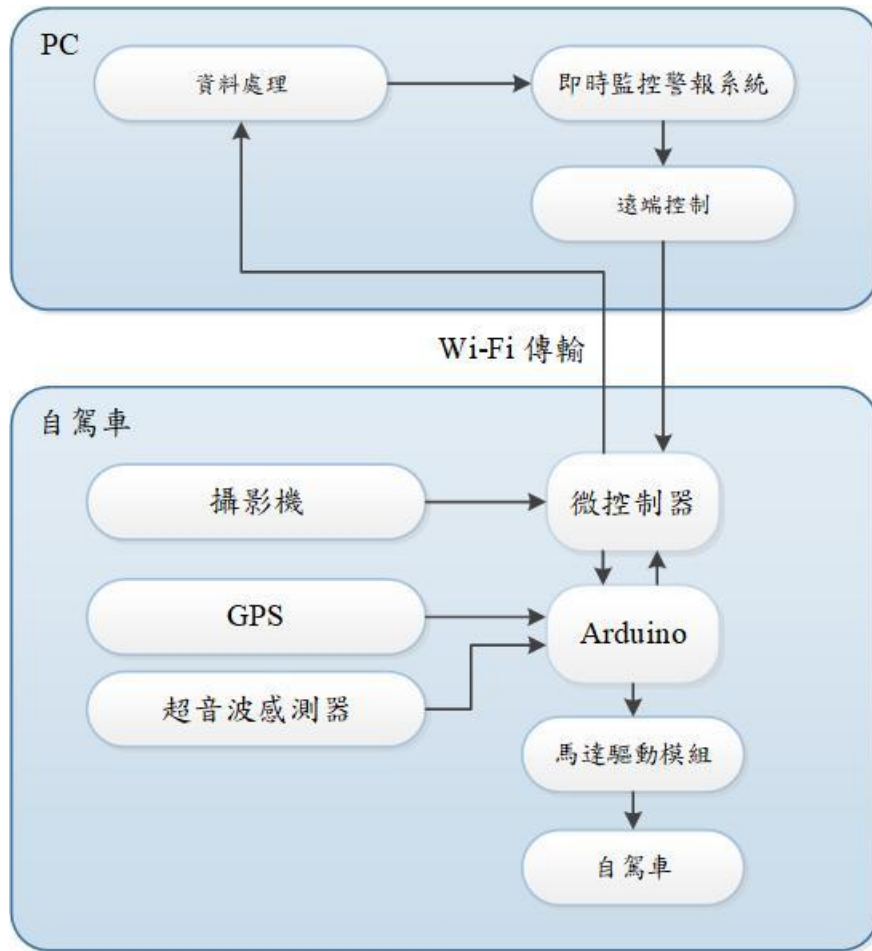 PC
資料處理
即時監控警報系統
遠端控制
Wi-Fi 傳輸
自駕車
攝影機
微控制器
GPS
Arduino
超音波感測器
馬達驅動模組
自駕車